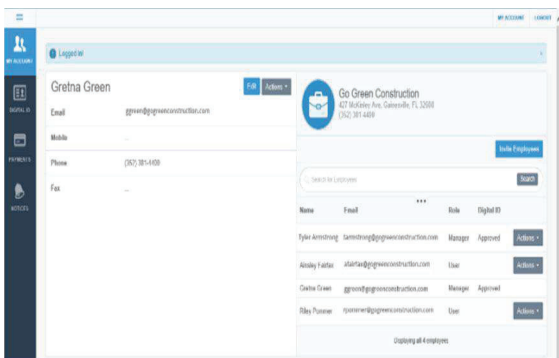 MY ACCOUNT LOGOUT
MY ACCOUNT
Logged in!
DIGITAL ID
PAYMENTS
NOTICES
Gretna Green
Edit Actions
Email ggreen@gogreenconstruction.com
Mobile ...
Phone (352) 381-4400
Fax ...
Go Green Construction
427 McKinley Ave, Gainesville, FL 32608
(352) 381-4400
Invite Employees
Search for Employees Search
Name Email Role Digital ID
Tyler Armstrong tarmstrong@gogreenconstruction.com Manager Approved Actions
Ainsley Fairfax afairfax@gogreenconstruction.com User Actions
Gretna Green ggreen@gogreenconstruction.com Manager Approved
Riley Pommer rpommer@gogreenconstruction.com User Actions
Displaying all 4 employees